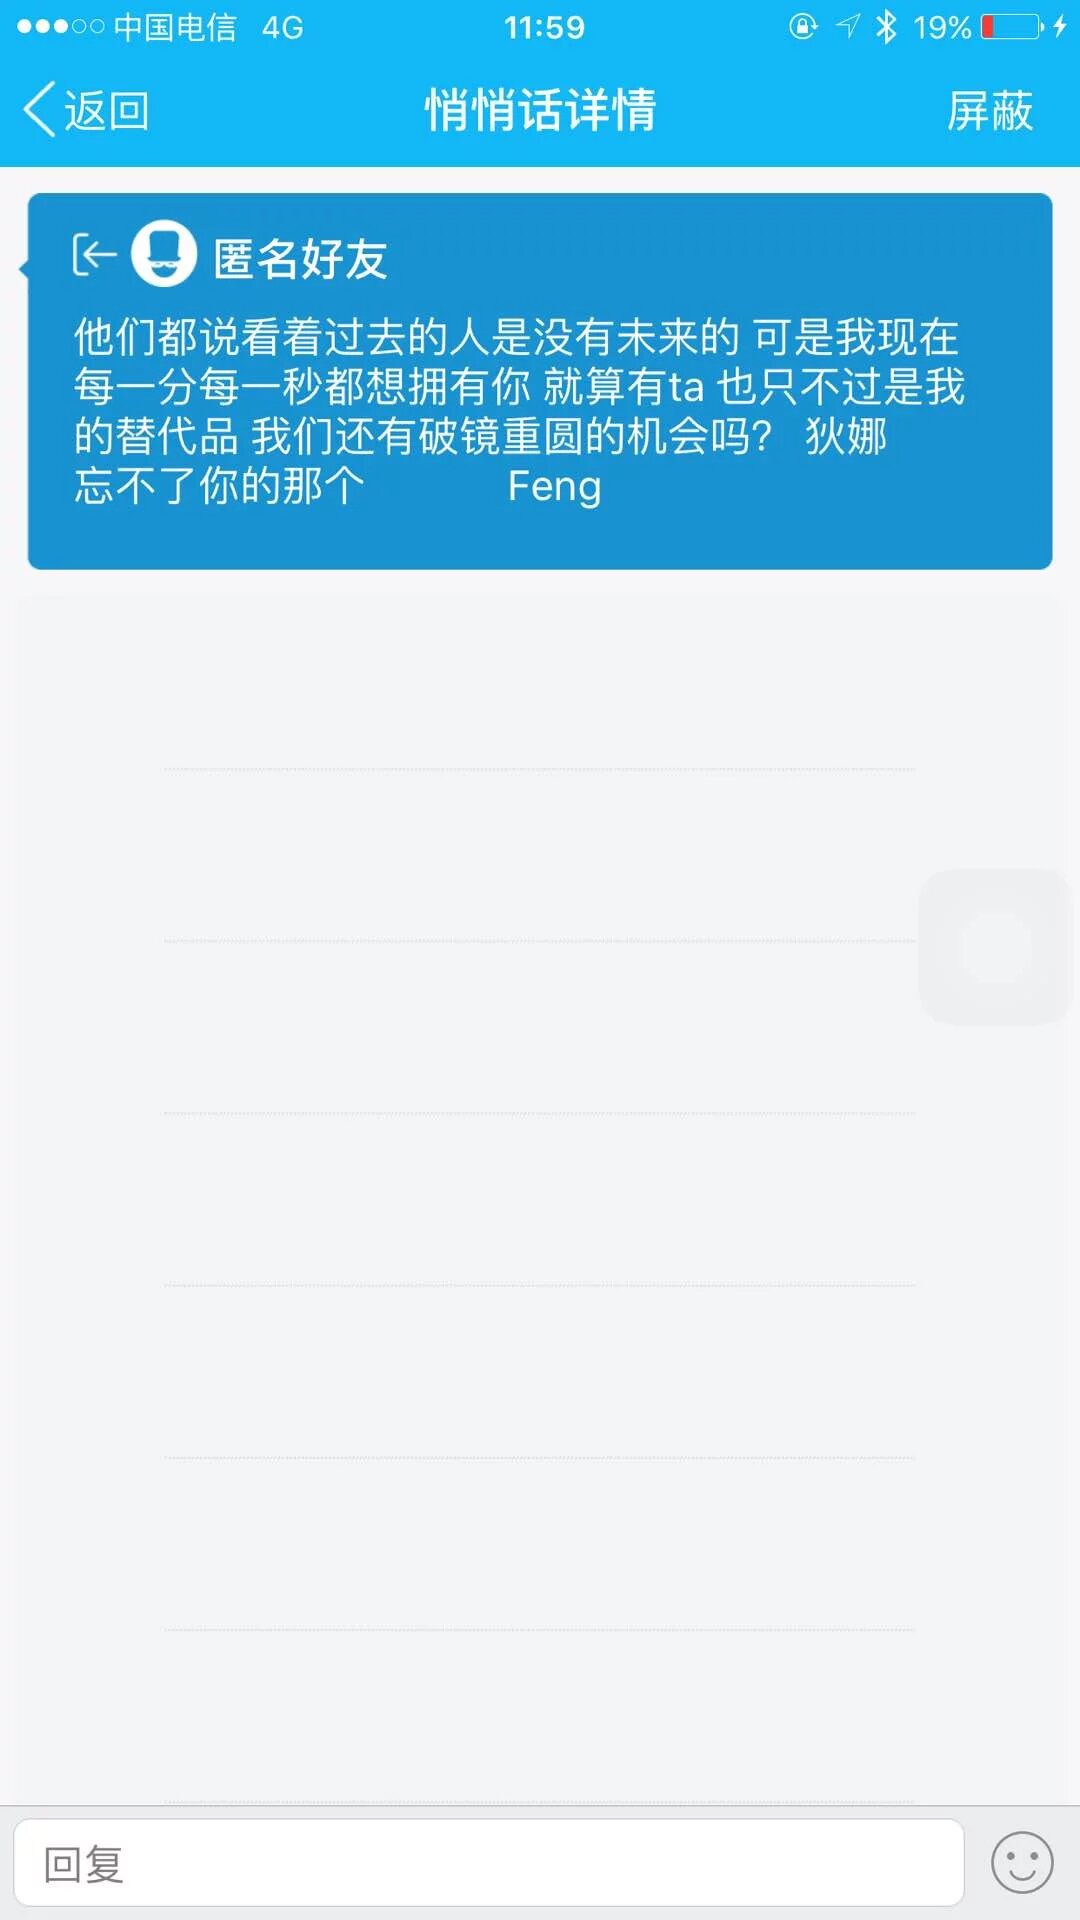 中国电信 4G 11:59 19%
返回 悄悄话详情 屏蔽
匿名好友
他们都说看着过去的人是没有未来的 可是我现在
每一分每一秒都想拥有你 就算有ta 也只不过是我
的替代品 我们还有破镜重圆的机会吗? 狄娜
忘不了你的那个 Feng
回复